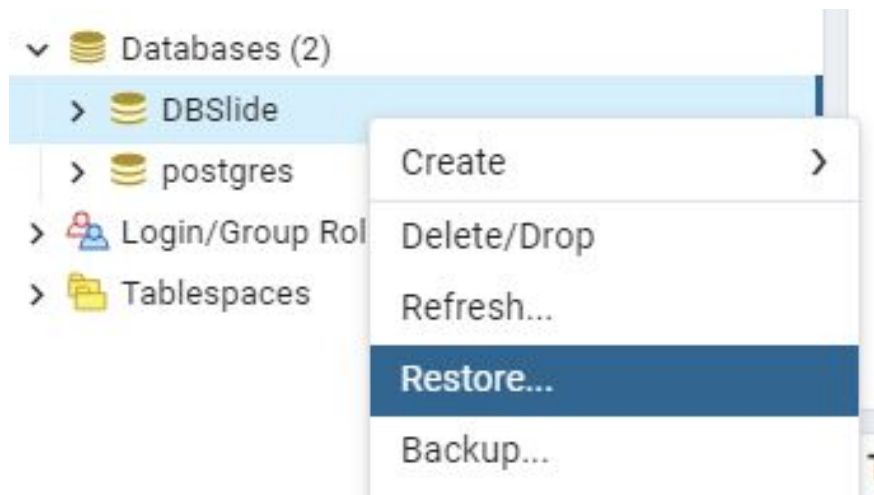 Databases (2)
DBSlide
postgres
Login/Group Rol
Tablespaces
Create
Delete/Drop
Refresh...
Restore...
Backup...